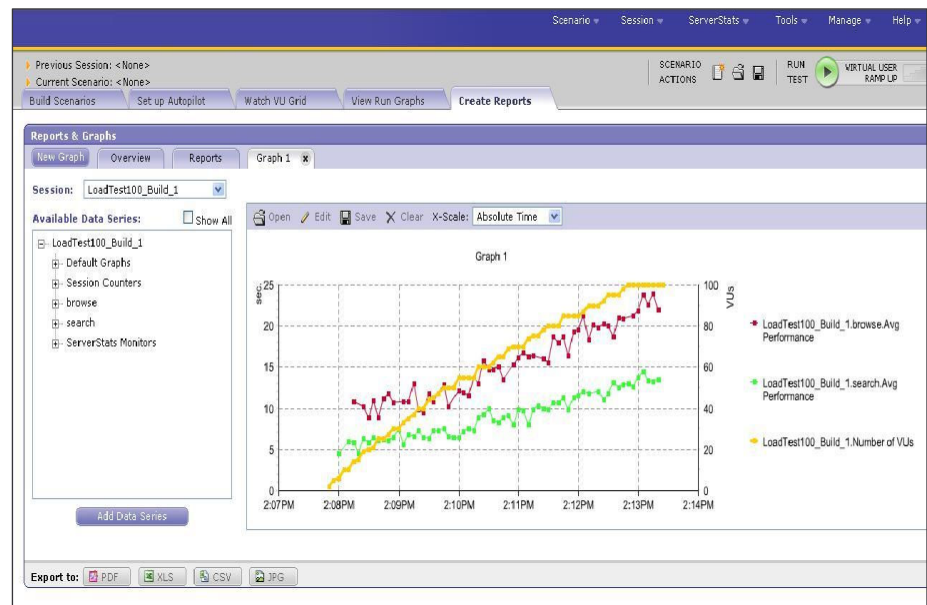 Scenario Session ServerStats Tools Manage Help
Previous Session: <None>
Current Scenario: <None>
SCENARIO ACTIONS
RUN TEST
VIRTUAL USER RAMP UP
Build Scenarios Set up Autopilot Watch VU Grid View Run Graphs Create Reports
Reports & Graphs
New Graph Overview Reports Graph 1 x
Session: LoadTest100_Build_1
Available Data Series: Show All
LoadTest100_Build_1
Default Graphs
Session Counters
browse
search
ServerStats Monitors
Add Data Series
Open Edit Save Clear X-Scale: Absolute Time
Graph 1
sec.
25
20
15
10
5
0
2:07PM 2:08PM 2:09PM 2:10PM 2:11PM 2:12PM 2:13PM 2:14PM
100
80
60
40
20
0
VUs
LoadTest100_Build_1.browse.Avg
Performance
LoadTest100_Build_1.search.Avg
Performance
LoadTest100_Build_1.Number of VUs
Export to: PDF XLS CSV JPG